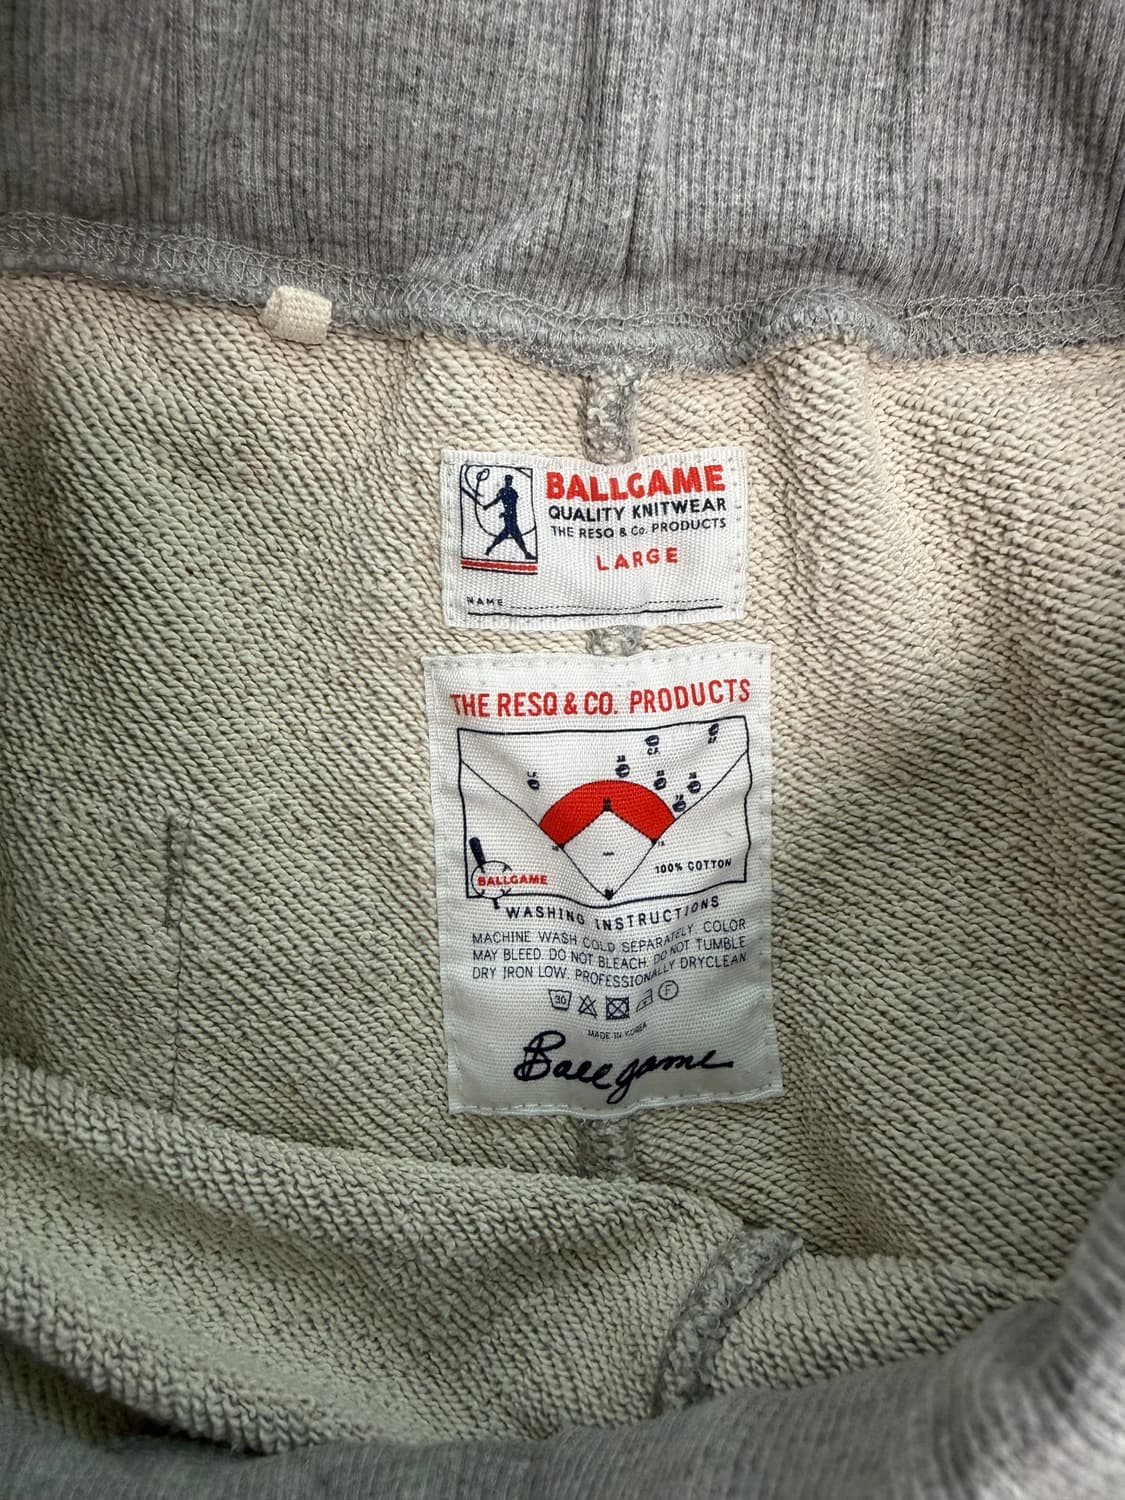 BALLGAME
QUALITY KNITWEAR
THE RESQ & Co. PRODUCTS
LARGE
NAME
THE RESQ & CO. PRODUCTS
C.F.
L.F.
BALLGAME
100% COTTON
WASHING INSTRUCTIONS
MACHINE WASH COLD SEPARATELY COLOR
MAY BLEED. DO NOT BLEACH. DO NOT TUMBLE
DRY IRON LOW. PROFESSIONALLY DRYCLEAN
30 F
MADE IN KOREA
Ballgame